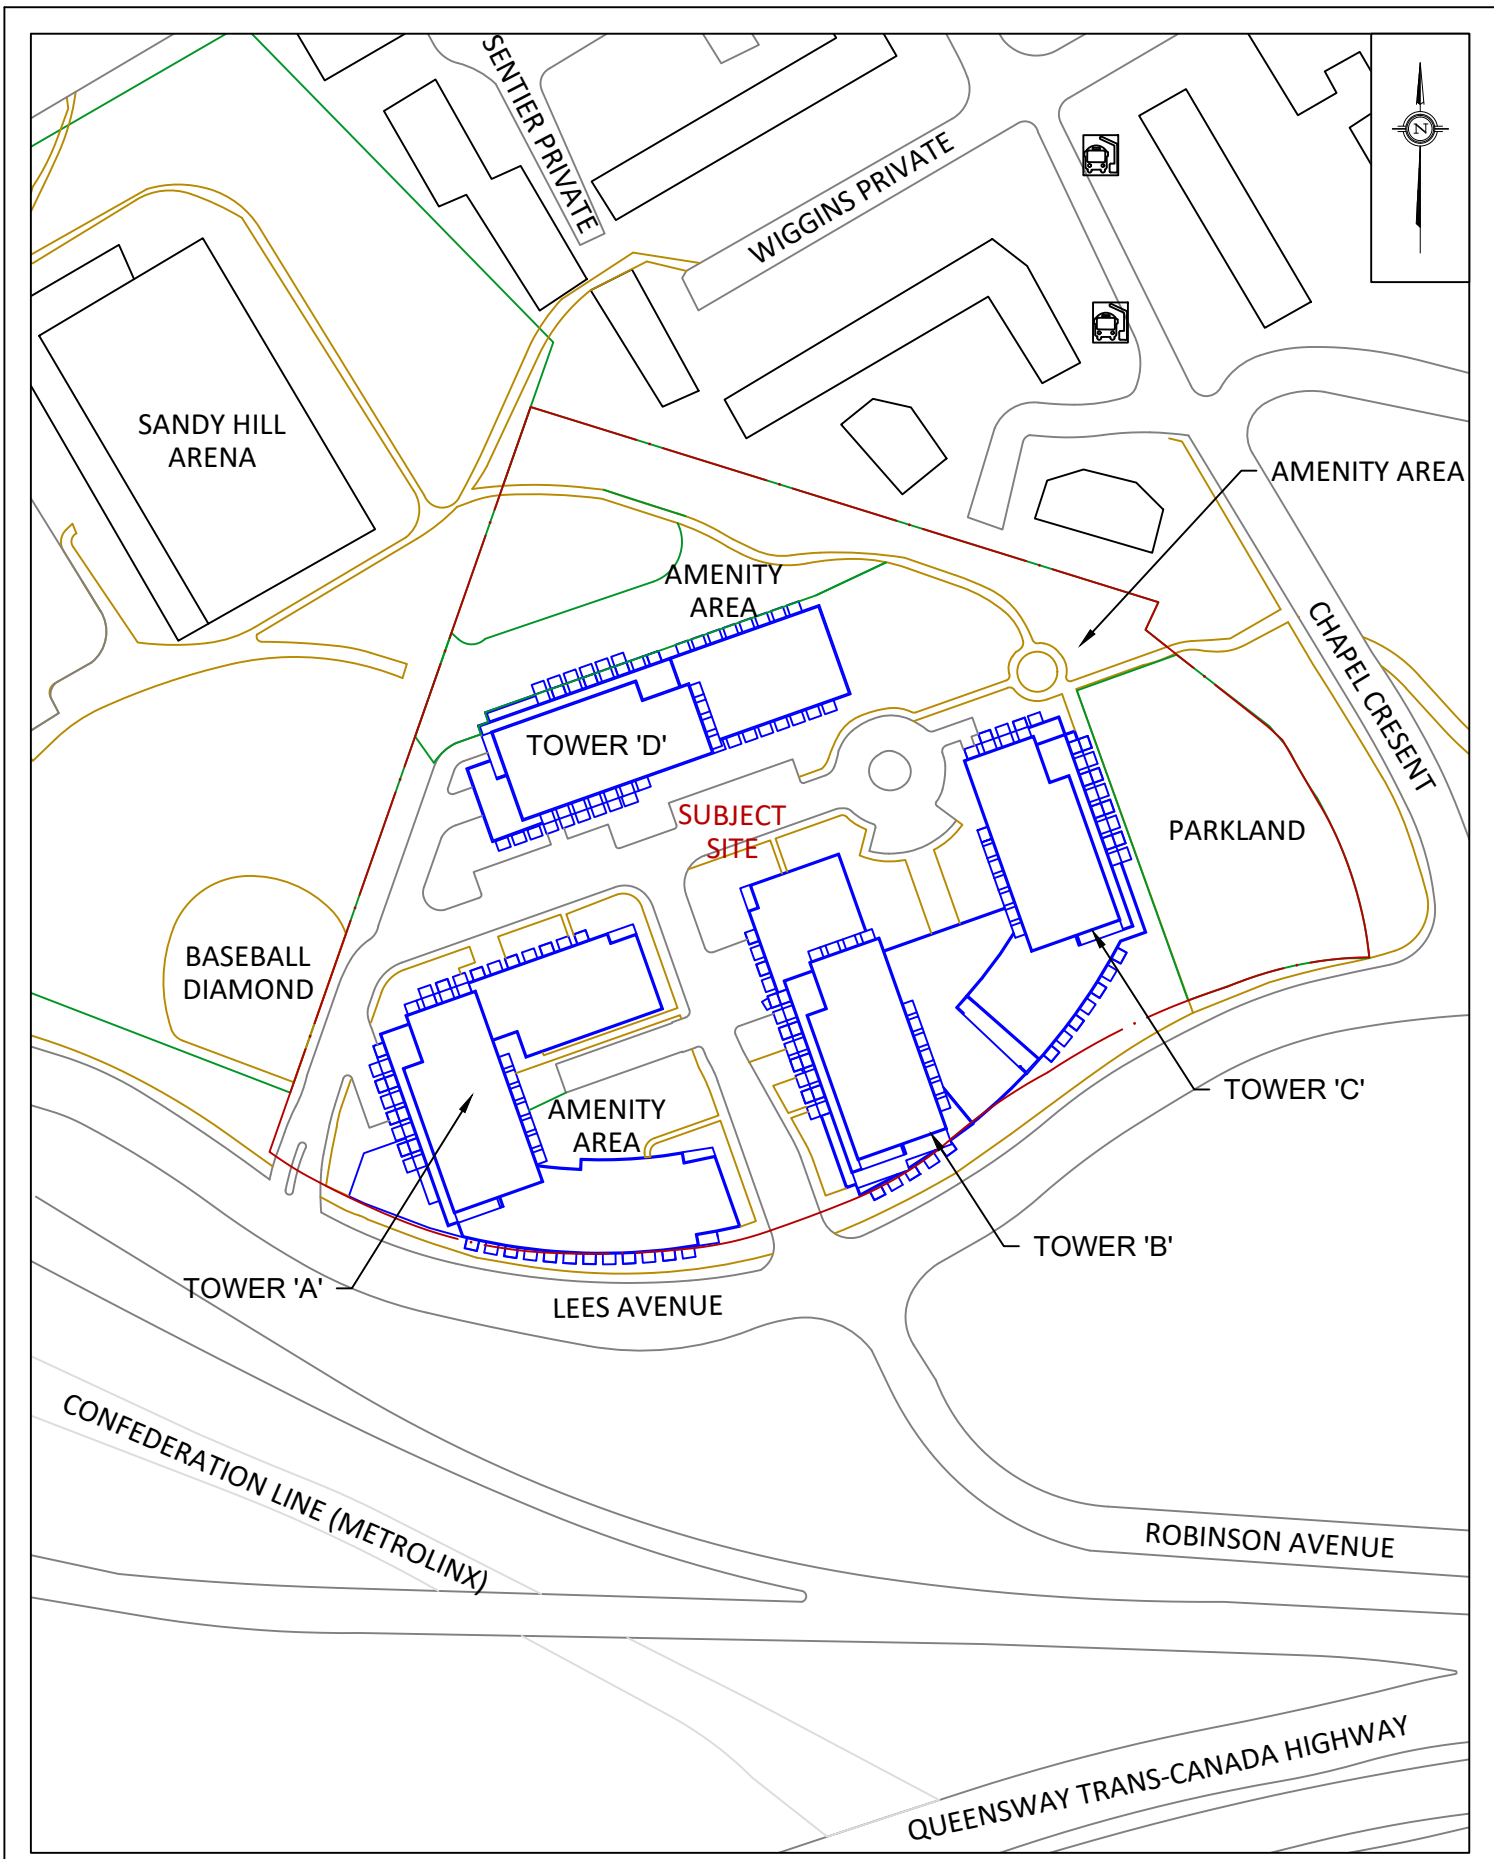 SENTIER PRIVATE
N
WIGGINS PRIVATE
SANDY HILL
ARENA
AMENITY AREA
AMENITY
AREA
CHAPEL CRESENT
TOWER 'D'
SUBJECT
SITE
PARKLAND
BASEBALL
DIAMOND
TOWER 'C'
AMENITY
AREA
TOWER 'B'
TOWER 'A'
LEES AVENUE
CONFEDERATION LINE (METROLINX)
ROBINSON AVENUE
QUEENSWAY TRANS-CANADA HIGHWAY